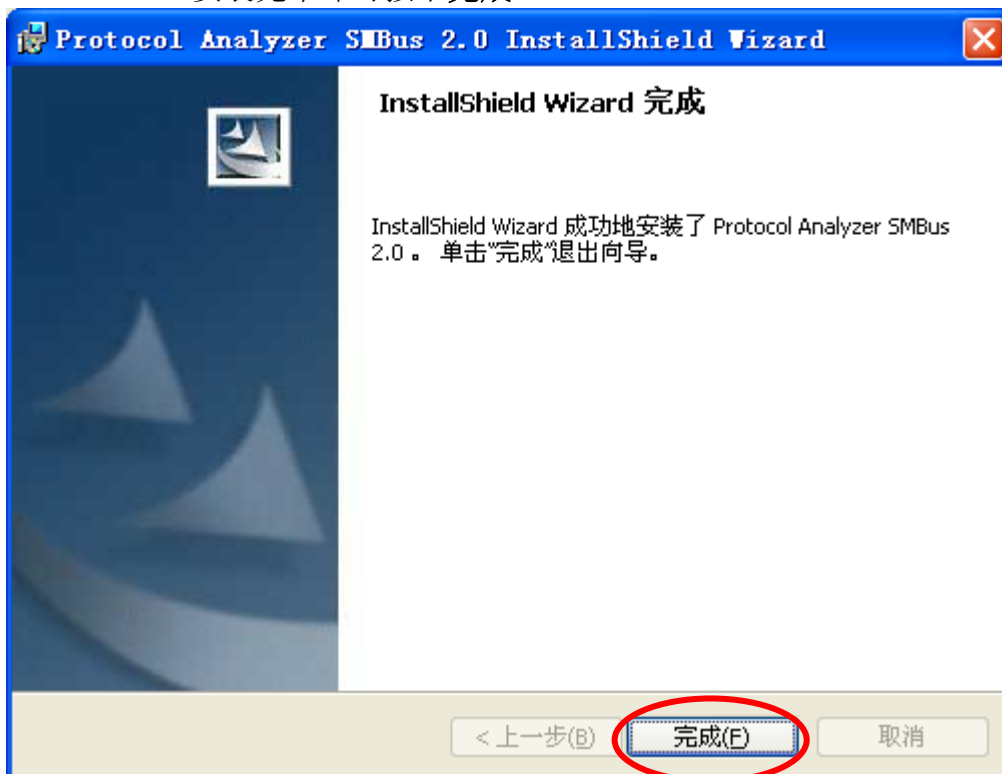 Protocol Analyzer SMBus 2.0 InstallShield Wizard
InstallShield Wizard 完成
InstallShield Wizard 成功地安装了 Protocol Analyzer SMBus
2.0 。 单击“完成”退出向导。
< 上一步(B)
完成(F)
取消